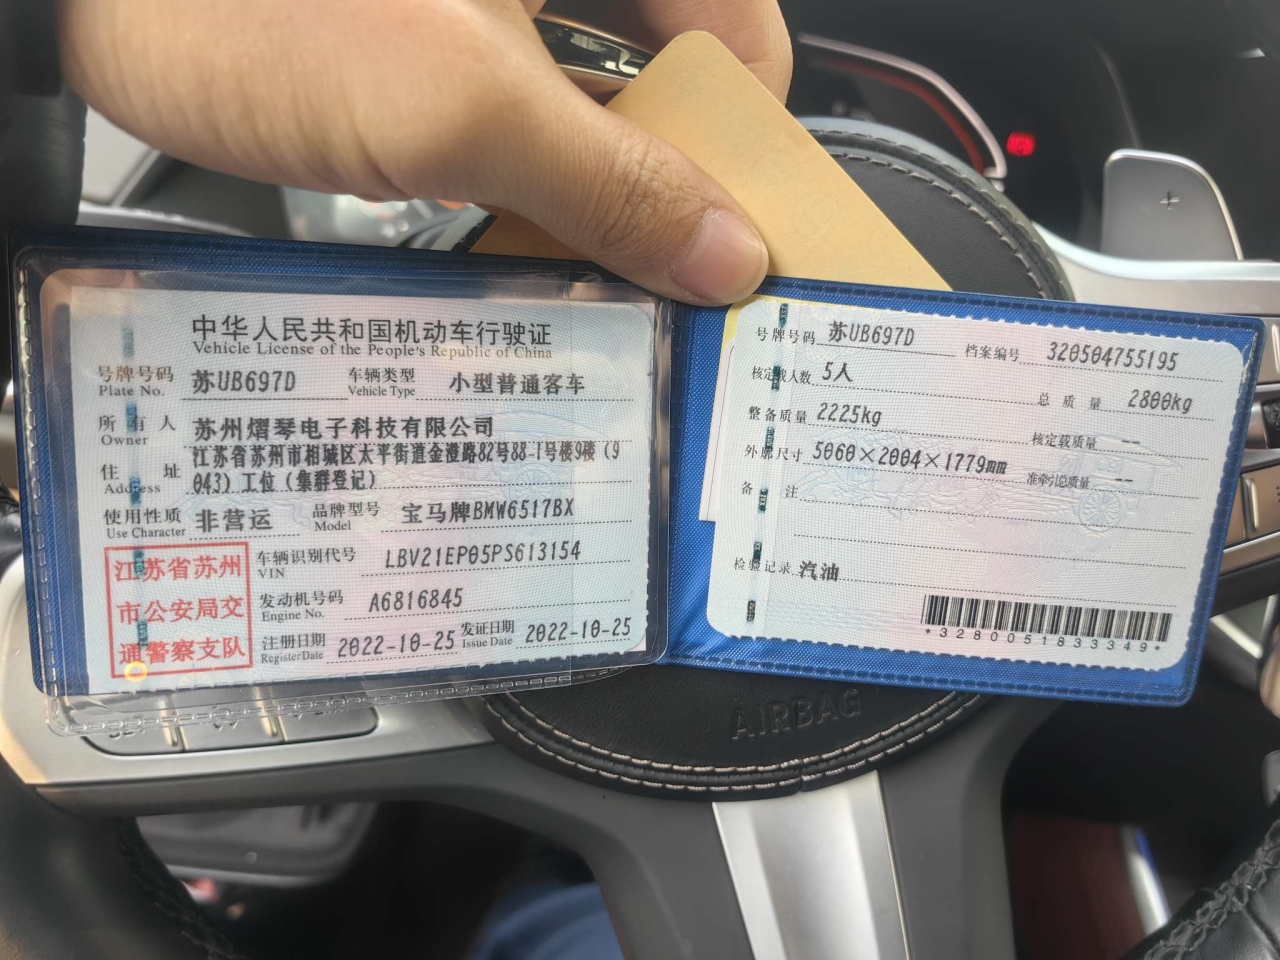 中华人民共和国机动车行驶证
Vehicle License of the People's Republic of China
号牌号码 苏UB697D 车辆类型 小型普通客车
Plate No. Vehicle Type
所有人 苏州熠琴电子科技有限公司
Owner
住址 江苏省苏州市相城区太平街道金澄路82号88-1号楼9楼（9
Address 043）工位（集群登记）
使用性质 非营运 品牌型号 宝马牌BMW6517BX
Use Character Model
江苏省苏州
市公安局交
通警察支队
车辆识别代号 LBV21EP05PS613154
VIN
发动机号码 A6816845
Engine No.
注册日期 2022-10-25 发证日期 2022-10-25
Register Date Issue Date
号牌号码 苏UB697D 档案编号 320504755195
核定载人数 5人 总质量 2800kg
整备质量 2225kg 核定载质量 --
外廓尺寸 5060×2004×1779mm 准牵引总质量 --
备注
检验记录 汽油
*3280051833349*
AIRBAG